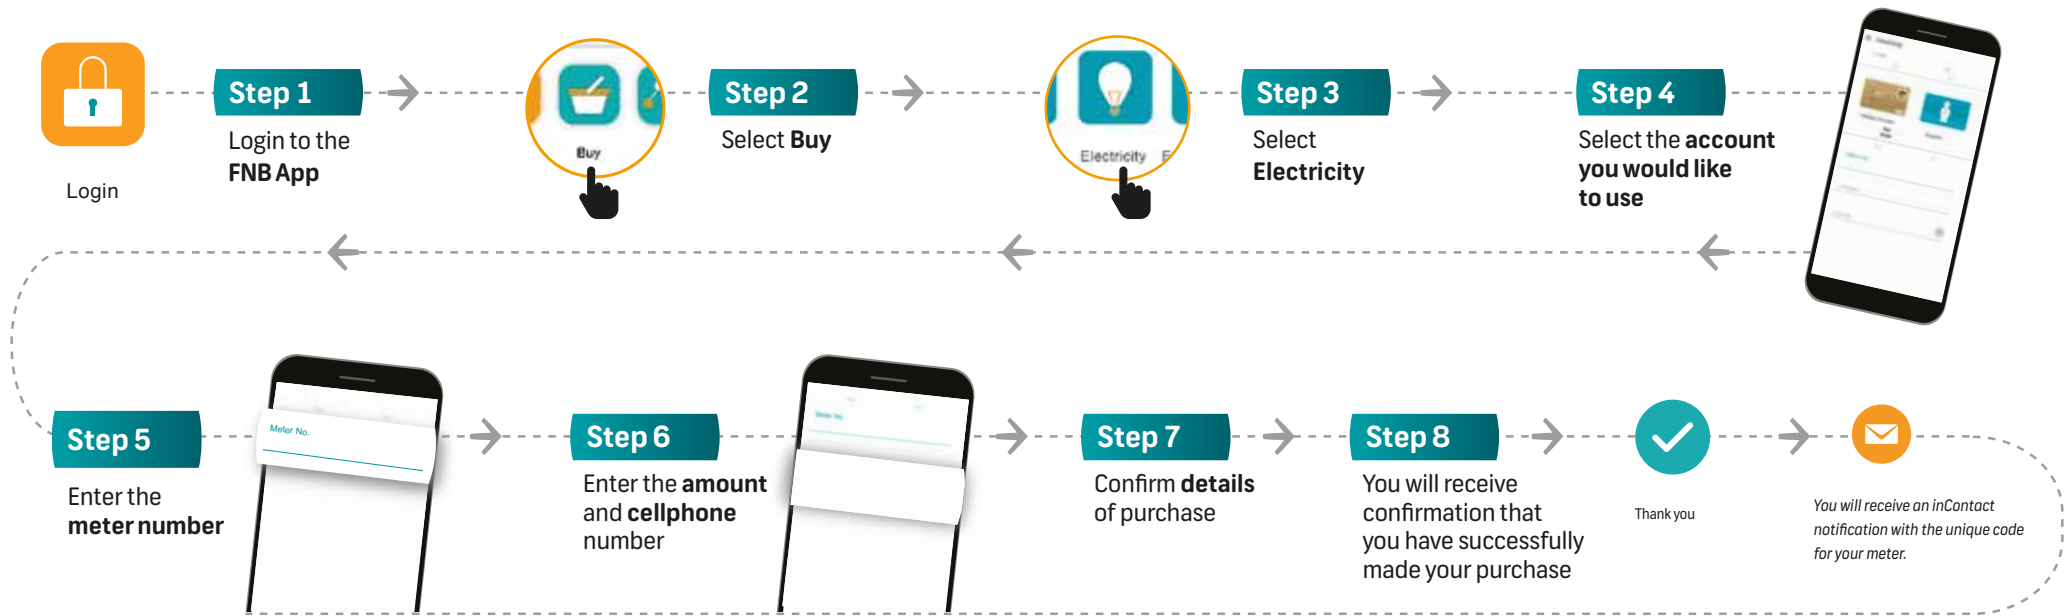 Login
Step 1
Login to the
FNB App
Buy
Step 2
Select Buy
Electricity
Step 3
Select
Electricity
Step 4
Select the account
you would like
to use
Step 5
Enter the
meter number
Meter No.
Step 6
Enter the amount
and cellphone
number
Meter No.
Step 7
Confirm details
of purchase
Step 8
You will receive
confirmation that
you have successfully
made your purchase
Thank you
You will receive an inContact
notification with the unique code
for your meter.